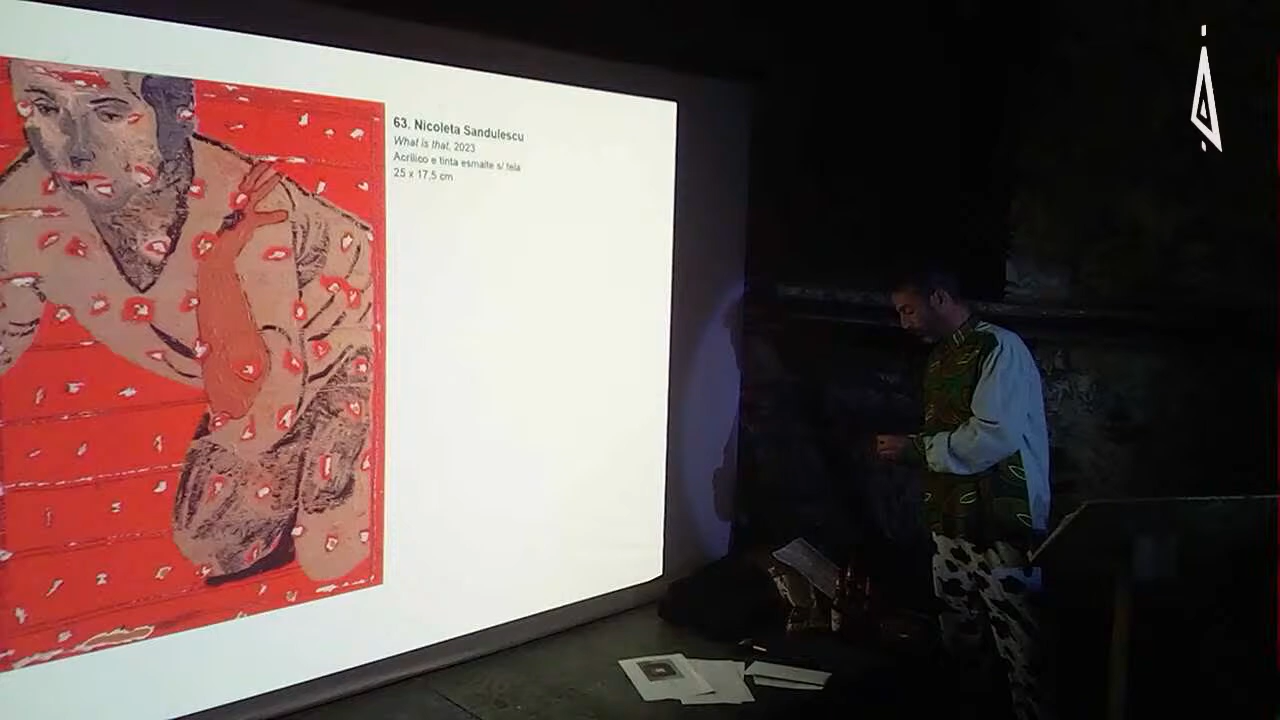 63. Nicoleta Sandulescu
What is that, 2023
Acrílico e tinta esmalte s/ tela
25 x 17,5 cm